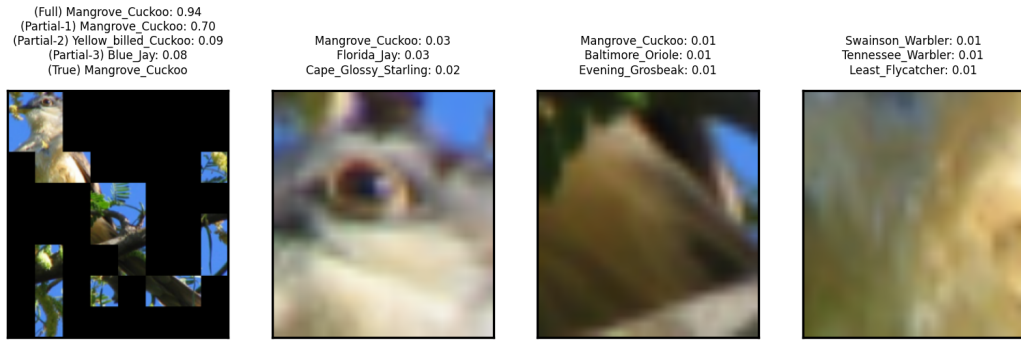 (Full) Mangrove_Cuckoo: 0.94
(Partial-1) Mangrove_Cuckoo: 0.70
(Partial-2) Yellow_billed_Cuckoo: 0.09
(Partial-3) Blue_Jay: 0.08
(True) Mangrove_Cuckoo
Mangrove_Cuckoo: 0.03
Florida_Jay: 0.03
Cape_Glossy_Starling: 0.02
Mangrove_Cuckoo: 0.01
Baltimore_Oriole: 0.01
Evening_Grosbeak: 0.01
Swainson_Warbler: 0.01
Tennessee_Warbler: 0.01
Least_Flycatcher: 0.01